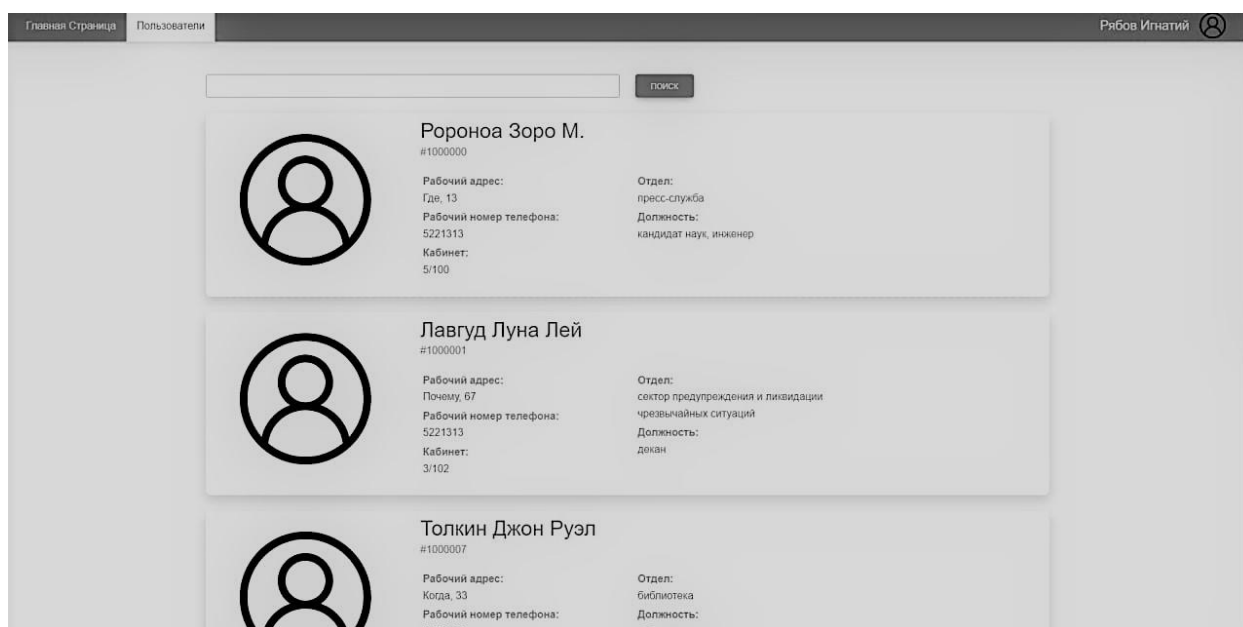 Главная Страница Пользователи Рябов Игнатий
поиск
Ророноа Зоро М.
#1000000
Рабочий адрес: Отдел:
Где, 13 пресс-служба
Рабочий номер телефона: Должность:
5221313 кандидат наук, инженер
Кабинет:
5/100
Лавгуд Луна Лей
#1000001
Рабочий адрес: Отдел:
Почему, 67 сектор предупреждения и ликвидации
Рабочий номер телефона: чрезвычайных ситуаций
5221313 Должность:
Кабинет: декан
3/102
Толкин Джон Руэл
#1000007
Рабочий адрес: Отдел:
Когда, 33 библиотека
Рабочий номер телефона: Должность: